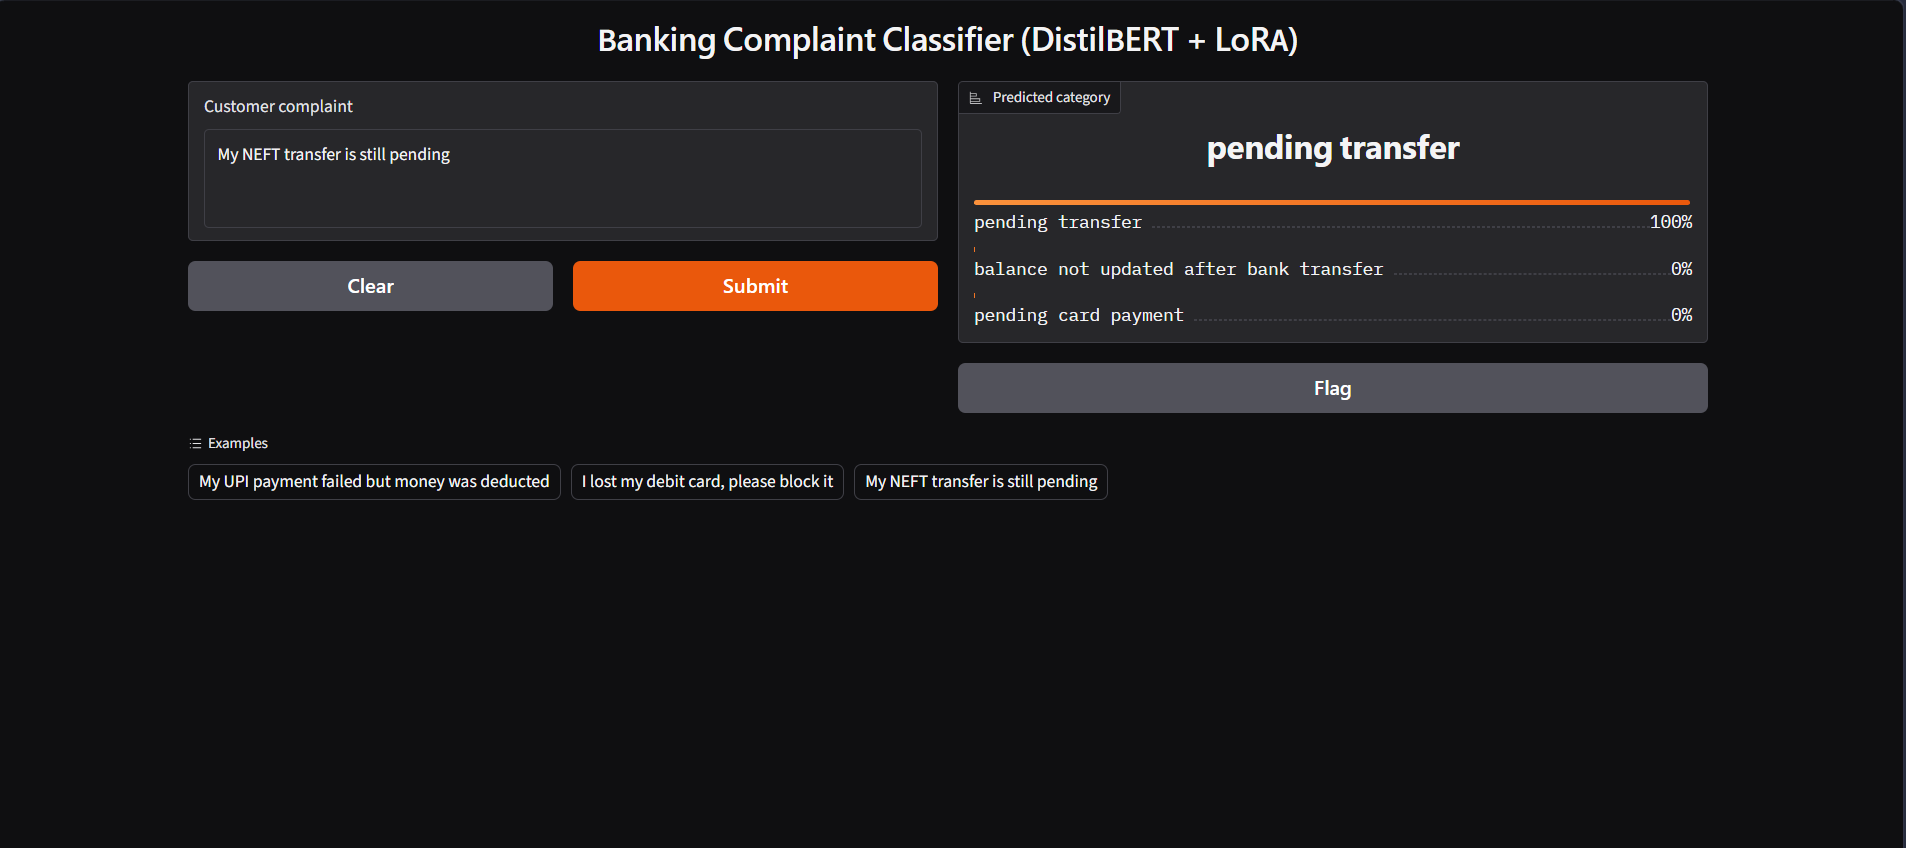 Banking Complaint Classifier (DistilBERT + LoRA)
Customer complaint
My NEFT transfer is still pending
Clear
Submit
Predicted category
pending transfer
pending transfer 100%
balance not updated after bank transfer 0%
pending card payment 0%
Flag
Examples
My UPI payment failed but money was deducted
I lost my debit card, please block it
My NEFT transfer is still pending